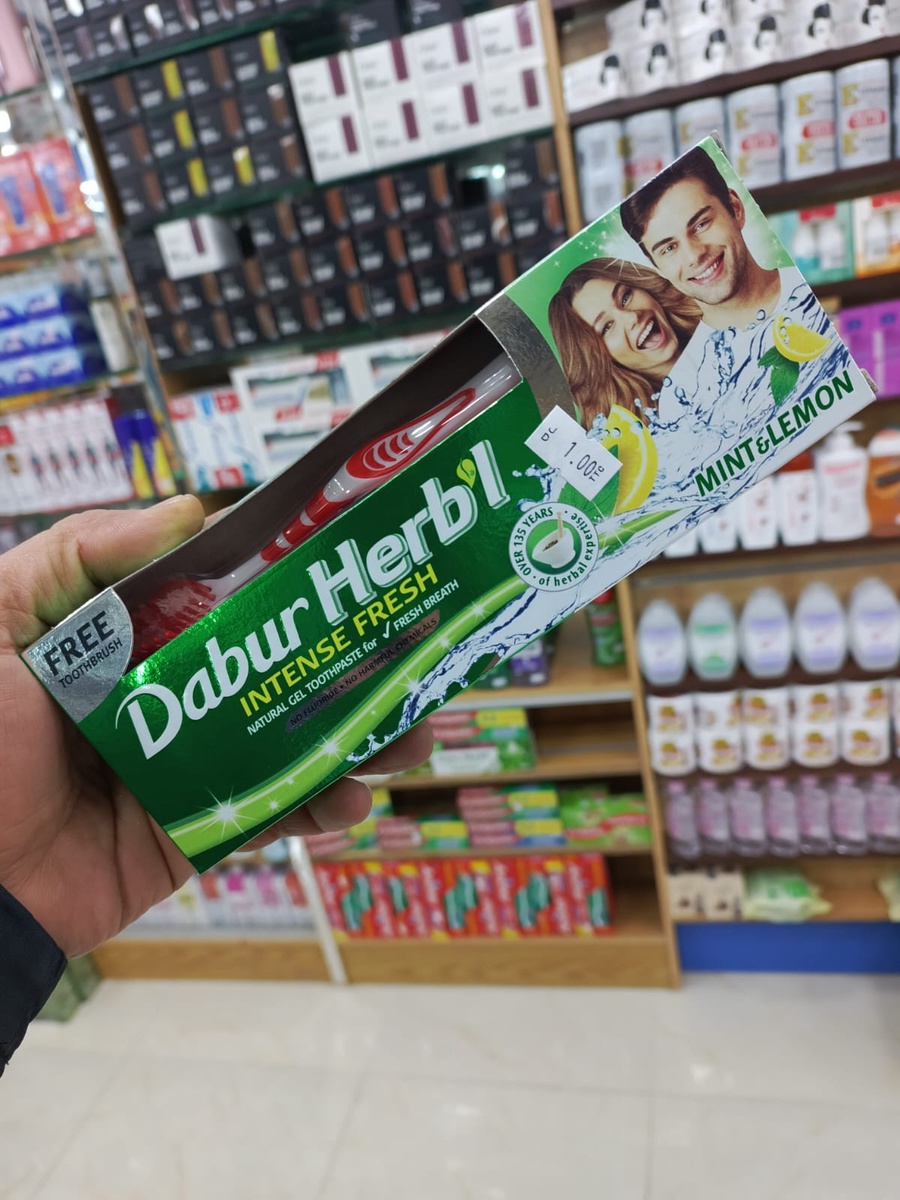 FREE
TOOTHBRUSH
Dabur Herb'l
INTENSE FRESH
NATURAL GEL TOOTHPASTE for ✓ FRESH BREATH
NO FLUORIDE • NO HARMFUL CHEMICALS
1.00
OVER 135 YEARS
• of herbal expertise •
MINT & LEMON